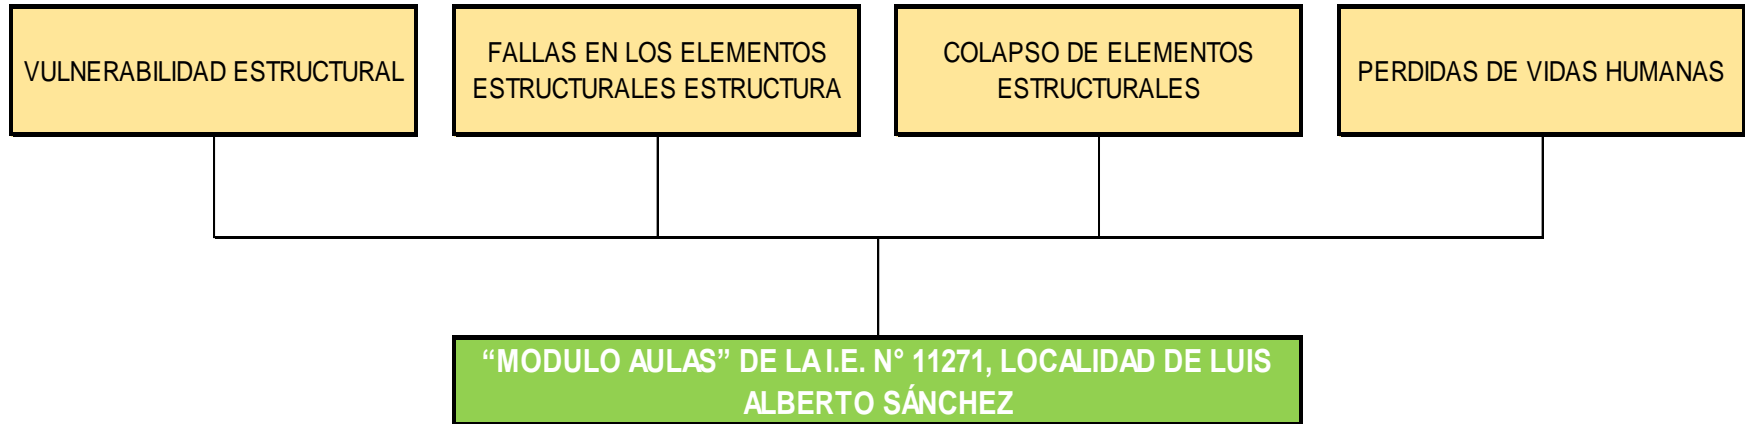 VULNERABILIDAD ESTRUCTURAL
FALLAS EN LOS ELEMENTOS
ESTRUCTURALES ESTRUCTURA
COLAPSO DE ELEMENTOS
ESTRUCTURALES
PERDIDAS DE VIDAS HUMANAS
“MODULO AULAS” DE LA I.E. N° 11271, LOCALIDAD DE LUIS
ALBERTO SÁNCHEZ